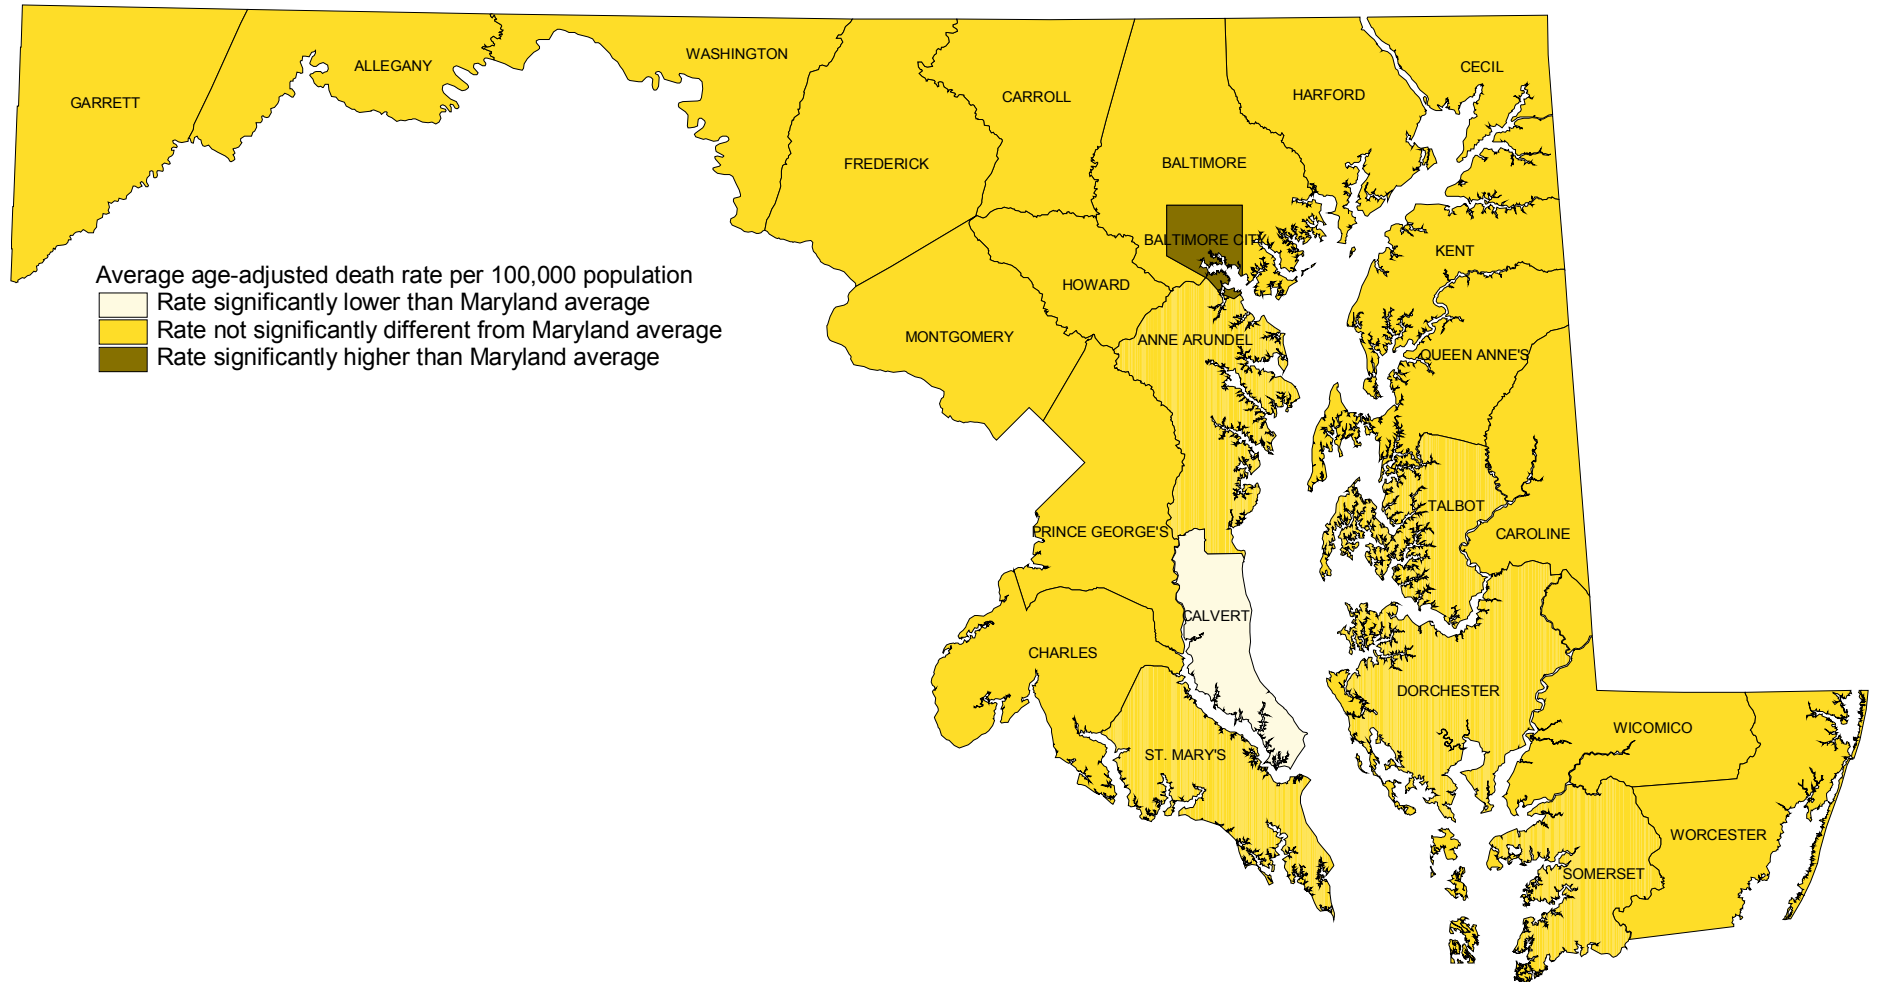 WASHINGTON
ALLEGANY
CECIL
GARRETT
CARROLL
HARFORD
FREDERICK
BALTIMORE
BALTIMORE CITY
KENT
Average age-adjusted death rate per 100,000 population
Rate significantly lower than Maryland average
Rate not significantly different from Maryland average
Rate significantly higher than Maryland average
HOWARD
MONTGOMERY
ANNE ARUNDEL
QUEEN ANNE'S
TALBOT
PRINCE GEORGE'S
CAROLINE
CALVERT
CHARLES
DORCHESTER
WICOMICO
ST. MARY'S
WORCESTER
SOMERSET